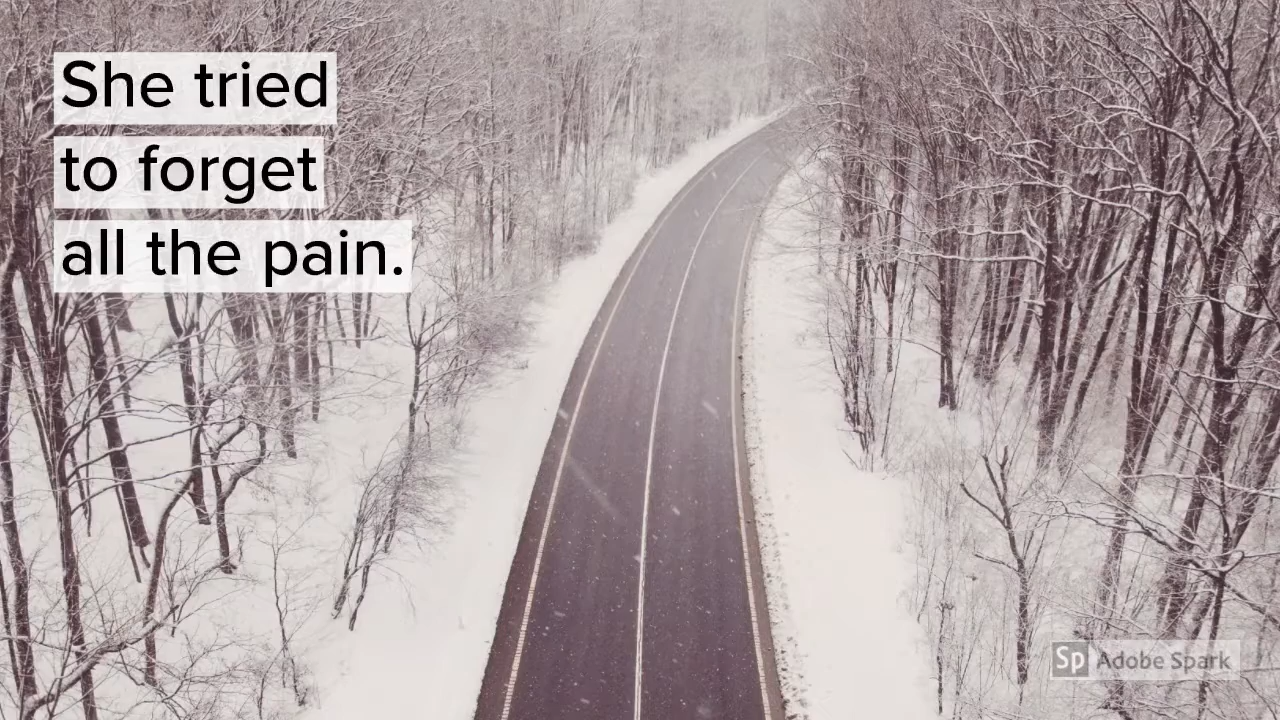 She tried
to forget
all the pain.
Sp Adobe Spark